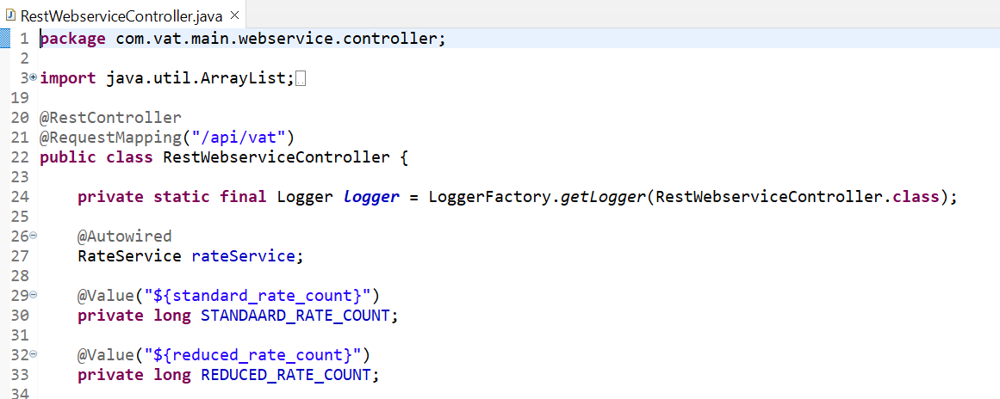 RestWebserviceController.java
1 package com.vat.main.webservice.controller;
2
3 import java.util.ArrayList;
19
20 @RestController
21 @RequestMapping("/api/vat")
22 public class RestWebserviceController {
23
24 private static final Logger logger = LoggerFactory.getLogger(RestWebserviceController.class);
25
26 @Autowired
27 RateService rateService;
28
29 @Value("${standard_rate_count}")
30 private long STANDAARD_RATE_COUNT;
31
32 @Value("${reduced_rate_count}")
33 private long REDUCED_RATE_COUNT;
34